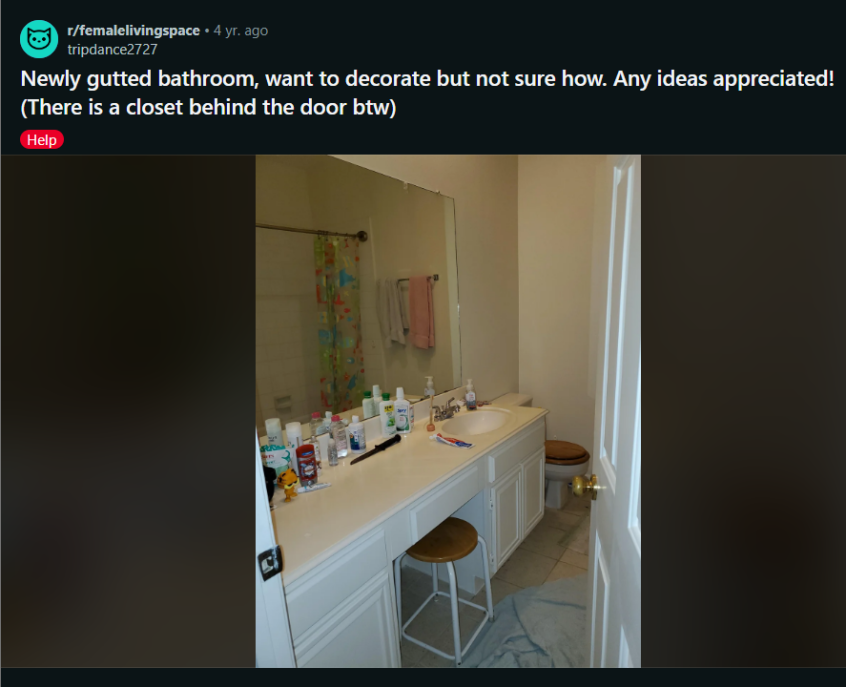 r/femalelivingspace • 4 yr. ago
tripdance2727
Newly gutted bathroom, want to decorate but not sure how. Any ideas appreciated!
(There is a closet behind the door btw)
Help